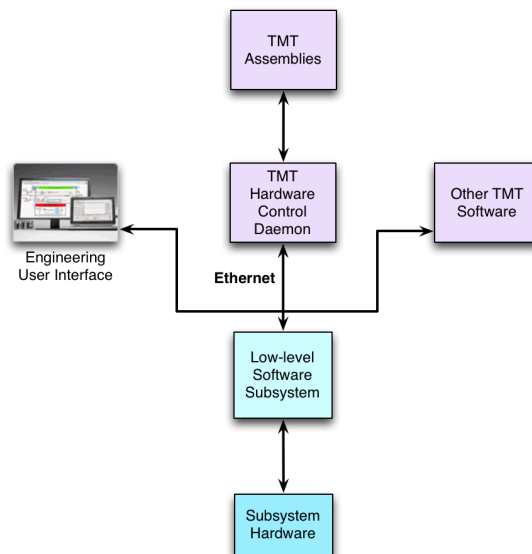 TMT
Assemblies
TMT
Hardware
Control
Daemon
Other TMT
Software
Engineering
User Interface
Ethernet
Low-level
Software
Subsystem
Subsystem
Hardware